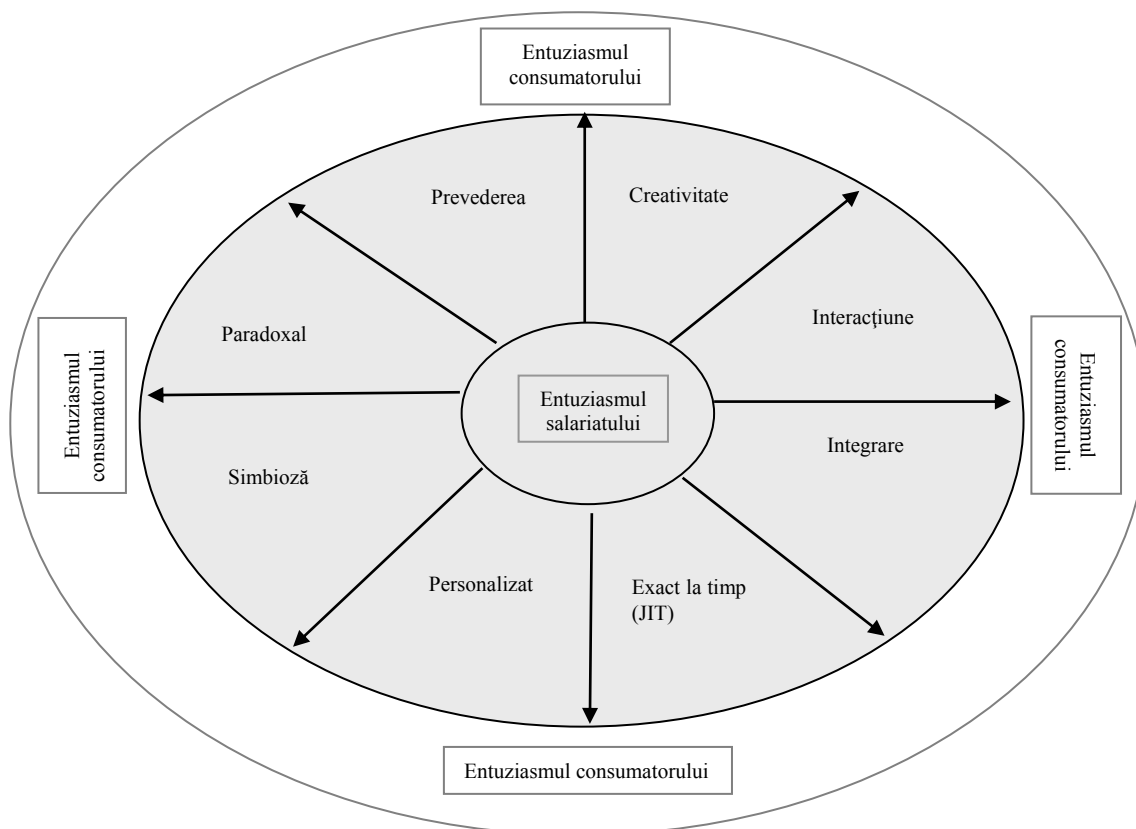 Entuziasmul
consumatorului
Prevederea
Creativitate
Paradoxal
Interacţiune
Entuziasmul
consumatorului
Entuziasmul
salariatului
Entuziasmul
consumatorului
Simbioză
Integrare
Personalizat
Exact la timp
(JIT)
Entuziasmul consumatorului